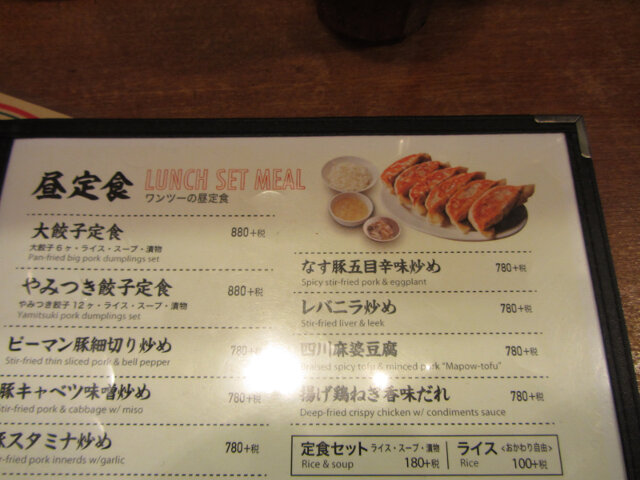 昼定食 LUNCH SET MEAL
ワンツーの昼定食
大餃子定食 880+税
大餃子 6 ヶ・ライス・スープ・漬物
Pan-fried big pork dumplings set
やみつき餃子定食 880+税
やみつき餃子 12 ヶ・ライス・スープ・漬物
Yamitsuki pork dumplings set
ピーマン豚細切り炒め 780+税
Stir-fried thin sliced pork & bell pepper
豚キャベツ味噌炒め 780+税
Stir-fried pork & cabbage w/ miso
豚スタミナ炒め 780+税
Stir-fried pork innerds w/garlic
なす豚五目辛味炒め 780+税
Spicy stir-fried pork & eggplant
レバニラ炒め 780+税
Stir-fried liver & leek
四川麻婆豆腐 780+税
Braised spicy tofu & minced pork "Mapow-tofu"
揚げ鶏ねぎ香味だれ 780+税
Deep-fried crispy chicken w/ condiments sauce
定食セット ライス・スープ・漬物
Rice & soup 180+税
ライス <おかわり自由>
Rice 100+税